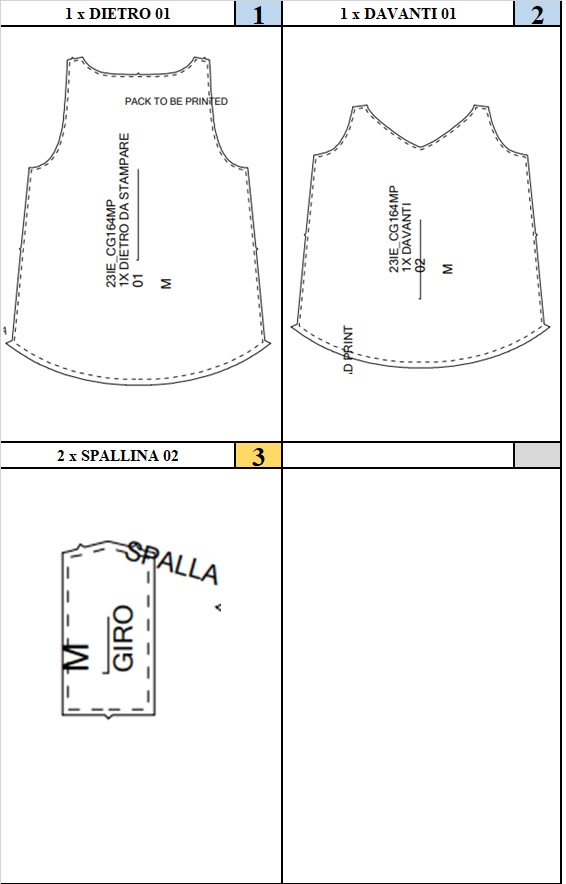 1 x DIETRO 01
1
1 x DAVANTI 01
2
PACK TO BE PRINTED
23IE_CG164MP
1X DIETRO DA STAMPARE
01
M
23IE_CG164MP
1X DAVANTI
02
M
D PRINT
2 x SPALLINA 02
3
SPALLA
M
GIRO